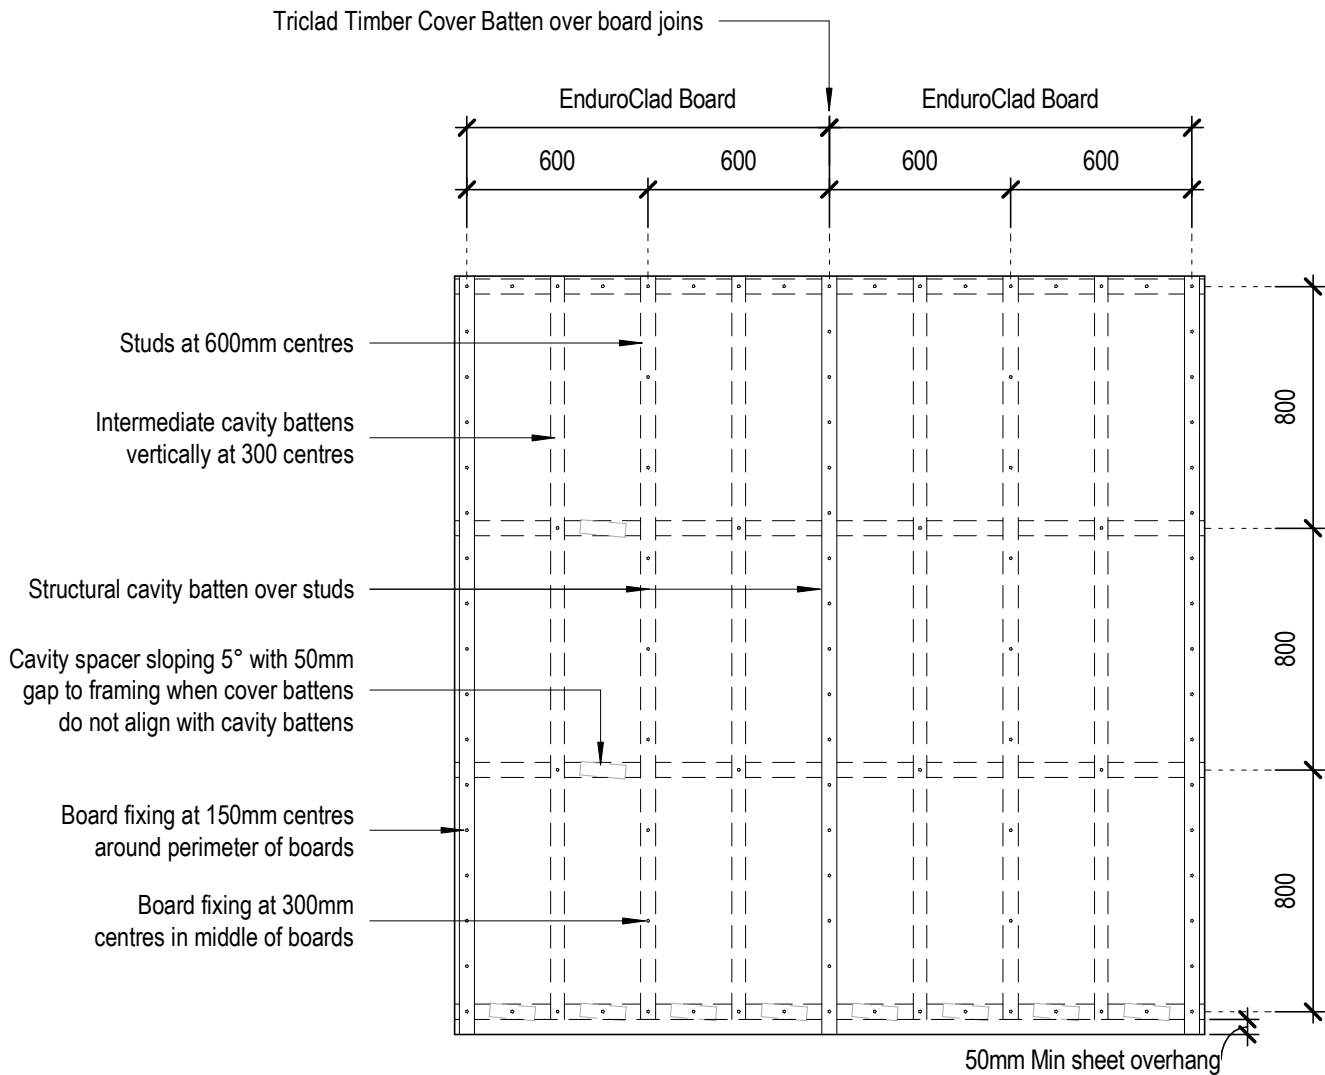 Triclad Timber Cover Batten over board joins
EnduroClad Board
EnduroClad Board
600
600
600
600
Studs at 600mm centres
800
Intermediate cavity battens
vertically at 300 centres
Structural cavity batten over studs
800
Cavity spacer sloping 5° with 50mm
gap to framing when cover battens
do not align with cavity battens
Board fixing at 150mm centres
around perimeter of boards
800
Board fixing at 300mm
centres in middle of boards
50mm Min sheet overhang